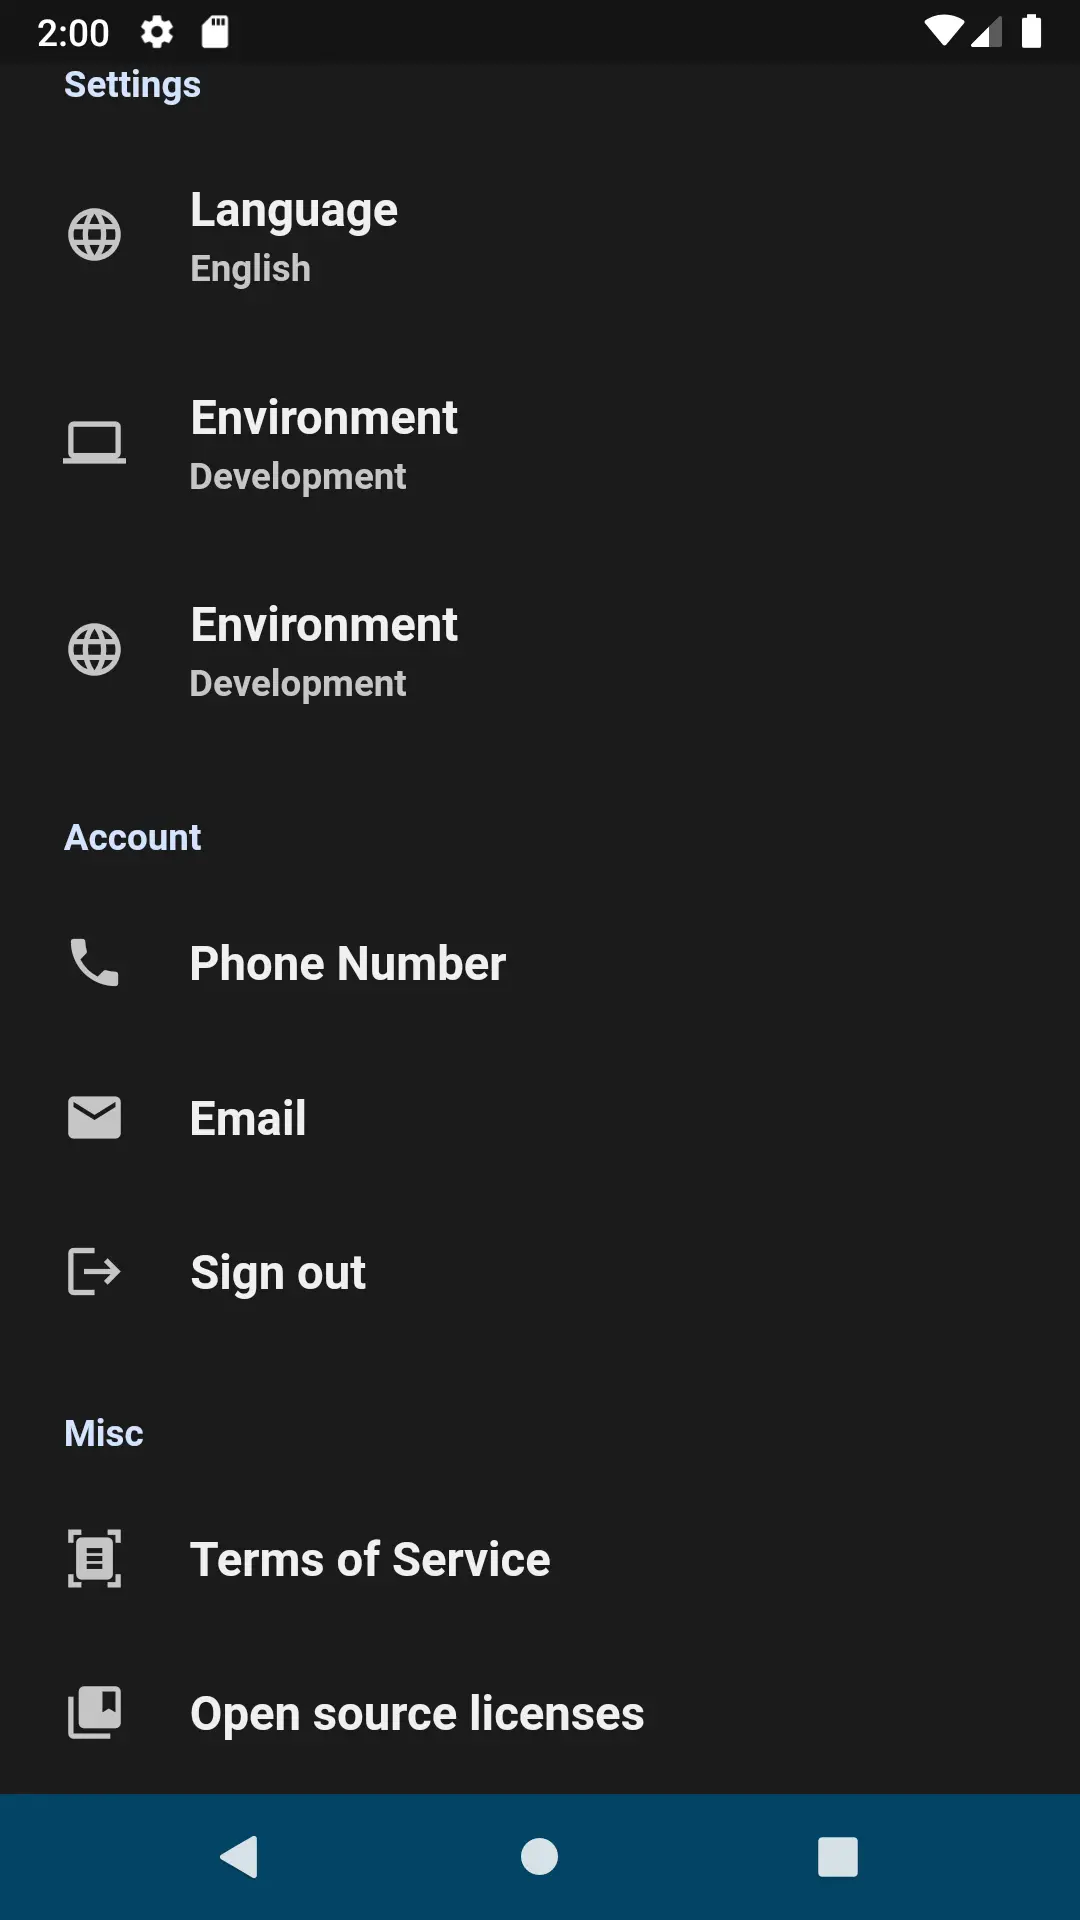 2:00
Settings
Language
English
Environment
Development
Environment
Development
Account
Phone Number
Email
Sign out
Misc
Terms of Service
Open source licenses